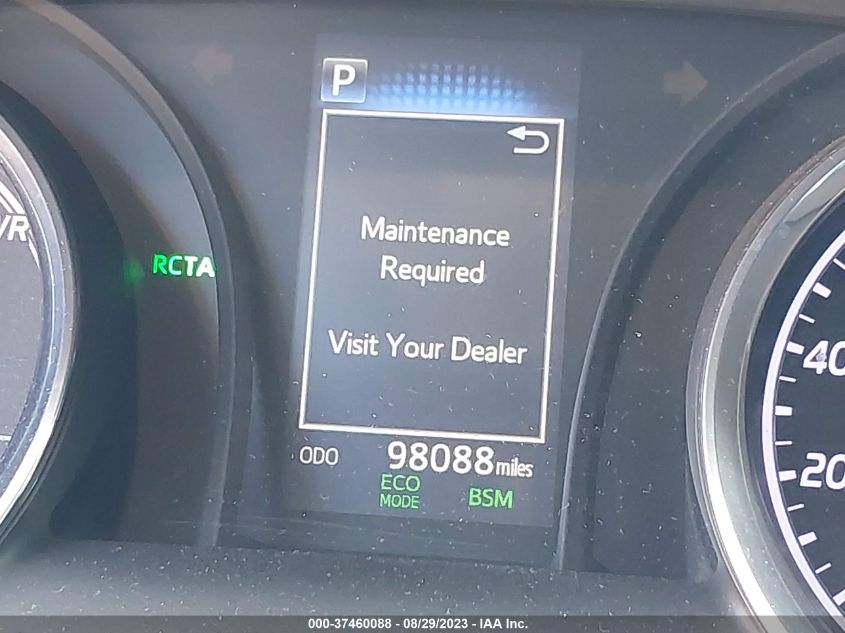 P
Maintenance
Required
Visit Your Dealer
RCTA
ODO 98088 miles
ECO
MODE
BSM
40
20
000-37460088 - 08/29/2023 - IAA Inc.